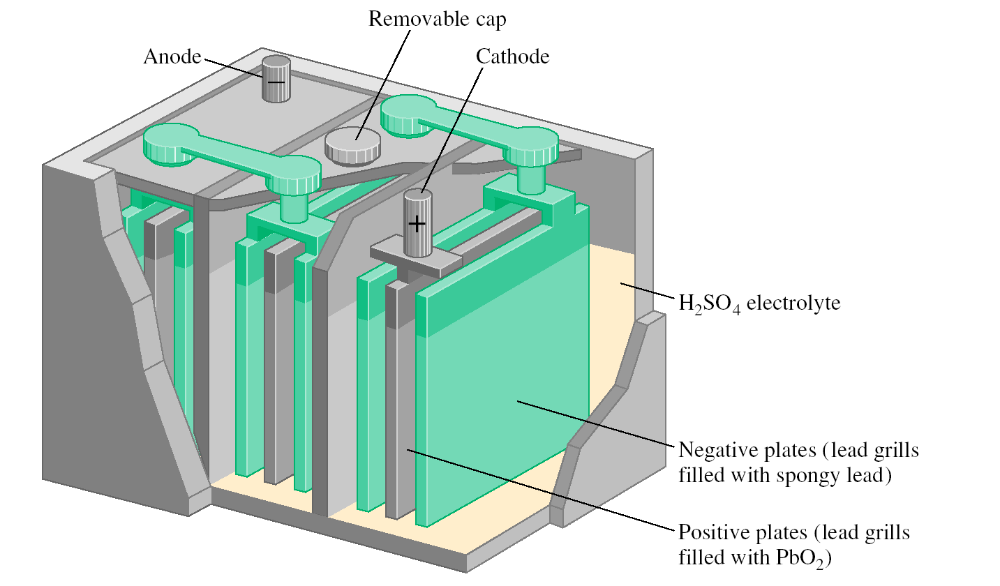 Removable cap
Anode
Cathode
−
+
H₂SO₄ electrolyte
Negative plates (lead grills
filled with spongy lead)
Positive plates (lead grills
filled with PbO₂)